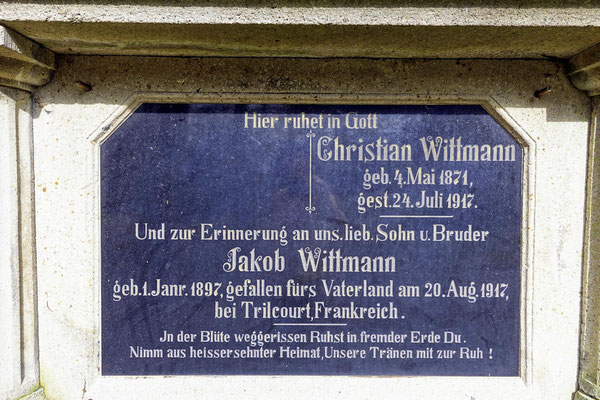 Hier ruhet in Gott
Christian Wittmann
geb. 4. Mai 1871,
gest. 24. Juli 1917.
Und zur Erinnerung an uns. lieb. Sohn u. Bruder
Jakob Wittmann
geb. 1. Janr. 1897, gefallen fürs Vaterland am 20. Aug. 1917,
bei Trilcourt, Frankreich.
Jn der Blüte weggerissen Ruhst in fremder Erde Du.
Nimm aus heissersehnter Heimat, Unsere Tränen mit zur Ruh !